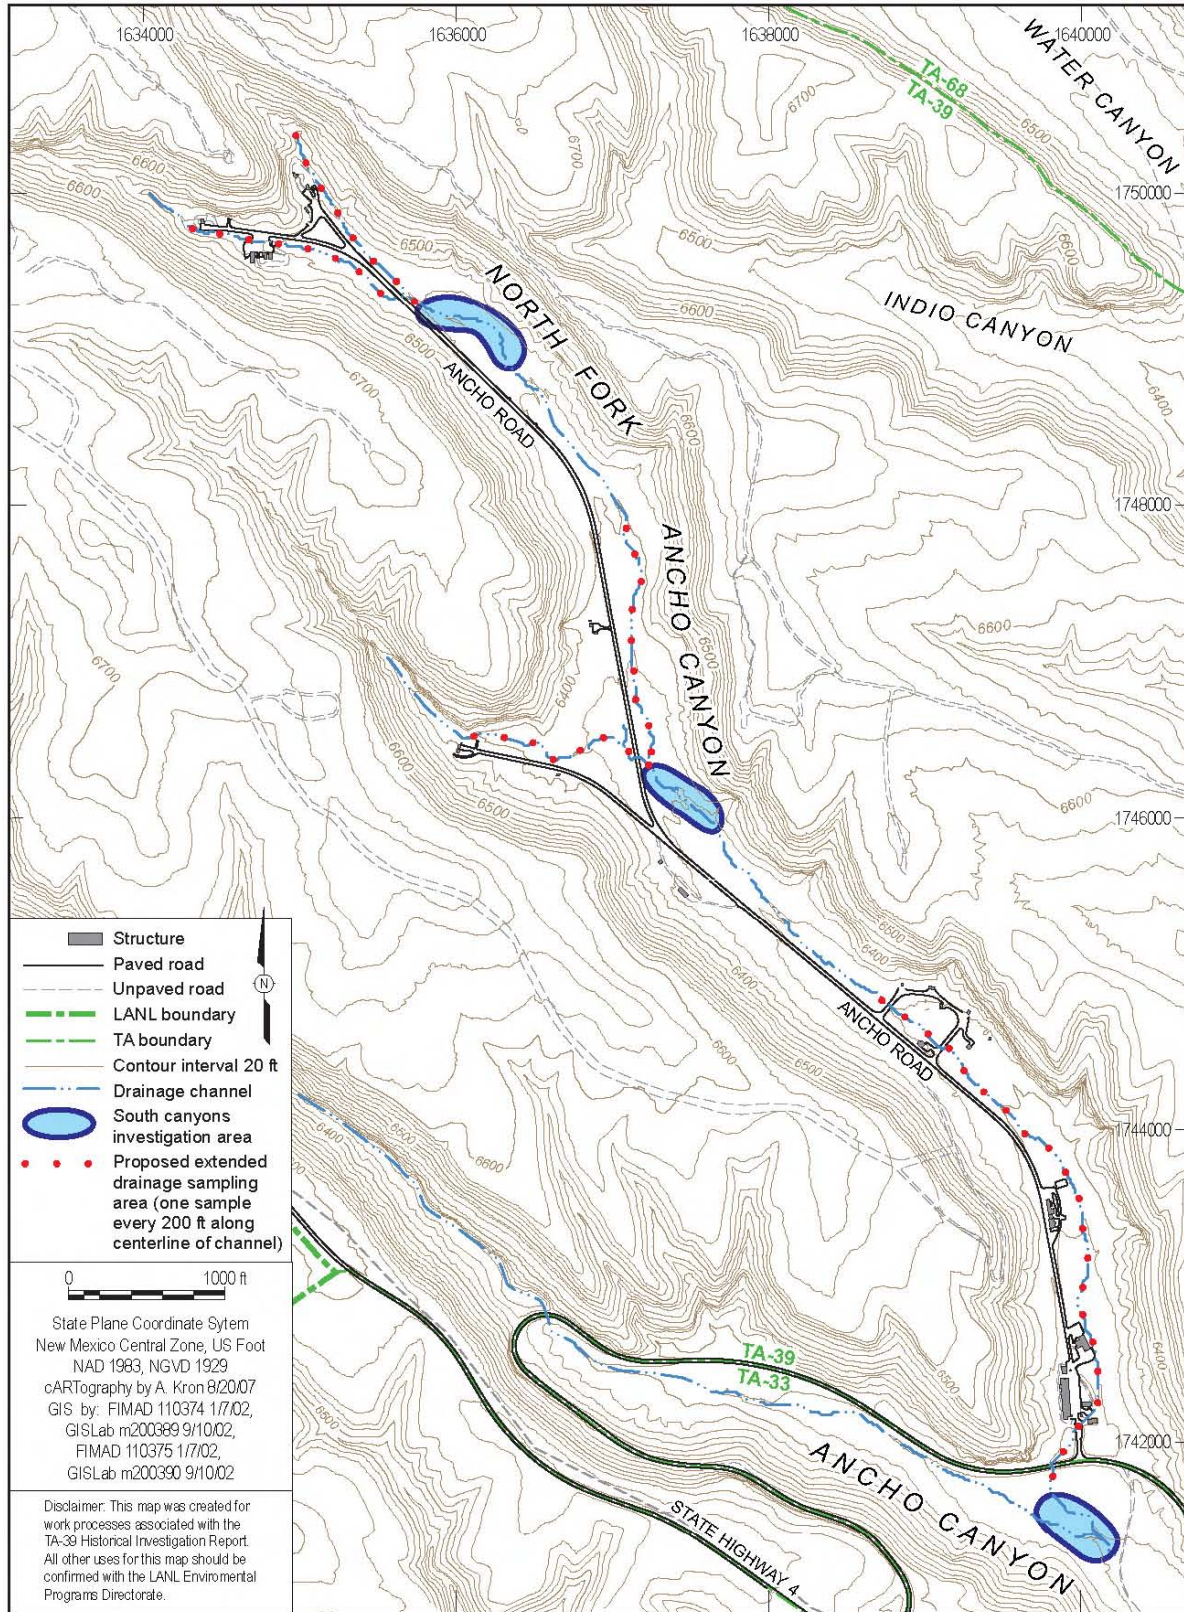 1634000
1636000
1638000
1640000
WATER CANYON
TA-68
TA-39
6700
6500
6700
6600
6600
1750000
6600
6500
6500
NORTH FORK
INDIO CANYON
6600
6500
6700
ANCHO ROAD
6400
6600
1748000
ANCHO CANYON
6600
6500
6700
6400
6600
6500
6600
1746000
6500
6400
6400
ANCHO ROAD
6600
6500
Structure
Paved road
Unpaved road
LANL boundary
TA boundary
Contour interval 20 ft
Drainage channel
South canyons
investigation area
Proposed extended
drainage sampling
area (one sample
every 200 ft along
centerline of channel)
6400
6500
6600
1744000
0 1000 ft
State Plane Coordinate Sytem
New Mexico Central Zone, US Foot
NAD 1983, NGVD 1929
cARTography by A. Kron 8/20/07
GIS by: FIMAD 110374 1/7/02,
GISLab m200389 9/10/02,
FIMAD 110375 1/7/02,
GISLab m200390 9/10/02
TA-39
TA-33
6400
6500
6500
1742000
ANCHO CANYON
STATE HIGHWAY 4
Disclaimer: This map was created for
work processes associated with the
TA-39 Historical Investigation Report.
All other uses for this map should be
confirmed with the LANL Enviromental
Programs Directorate.
N